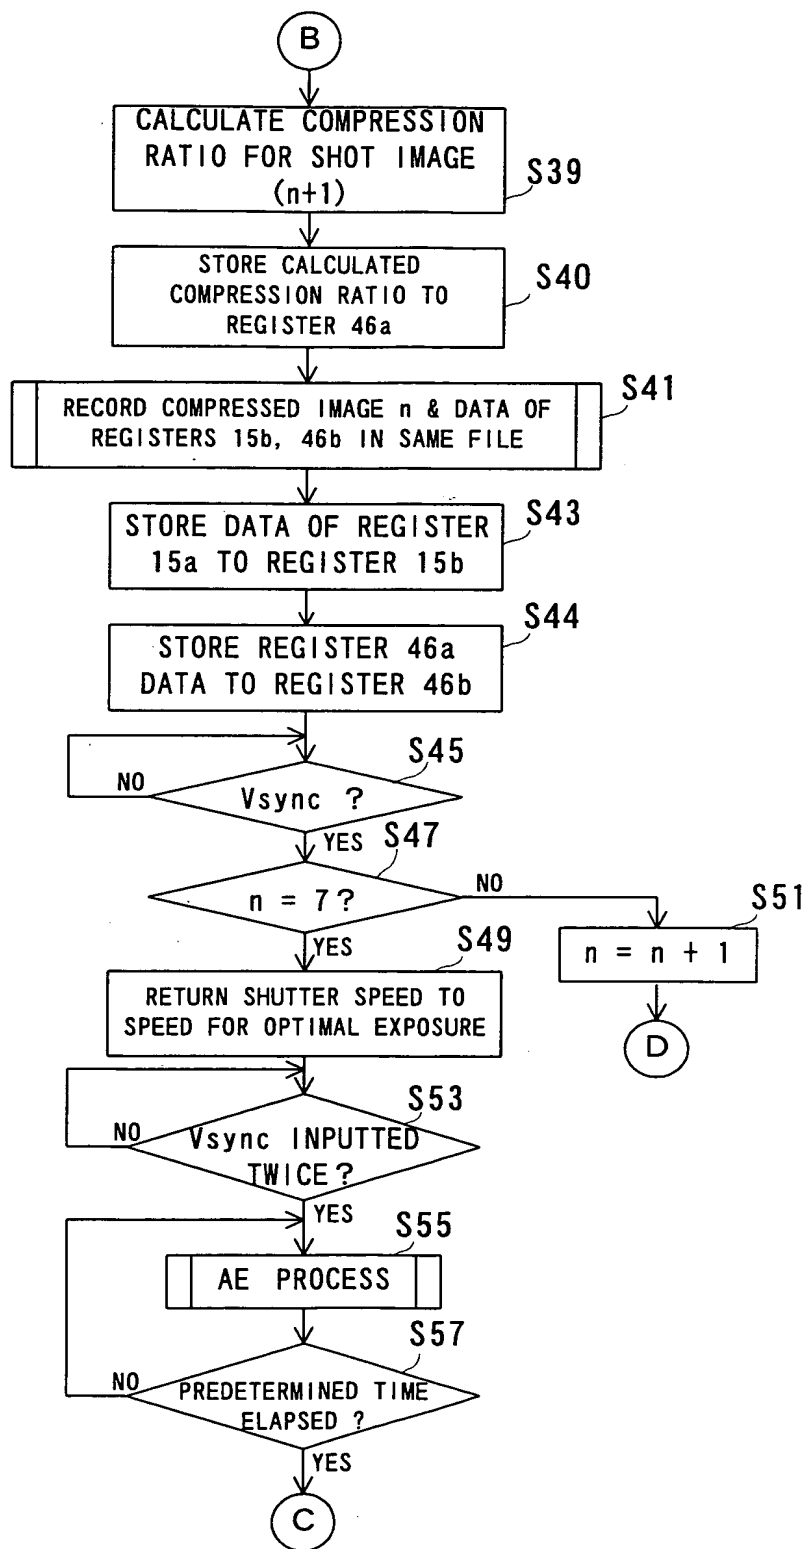 B
CALCULATE COMPRESSION
RATIO FOR SHOT IMAGE
(n+1)
S39
STORE CALCULATED
COMPRESSION RATIO TO
REGISTER 46a
S40
RECORD COMPRESSED IMAGE n & DATA OF
REGISTERS 15b, 46b IN SAME FILE
S41
STORE DATA OF REGISTER
15a TO REGISTER 15b
S43
STORE REGISTER 46a
DATA TO REGISTER 46b
S44
Vsync ?
S45
NO
YES
n = 7?
S47
NO
YES
n = n + 1
S51
D
RETURN SHUTTER SPEED TO
SPEED FOR OPTIMAL EXPOSURE
S49
Vsync INPUTTED
TWICE?
S53
NO
YES
AE PROCESS
S55
PREDETERMINED TIME
ELAPSED ?
S57
NO
YES
C